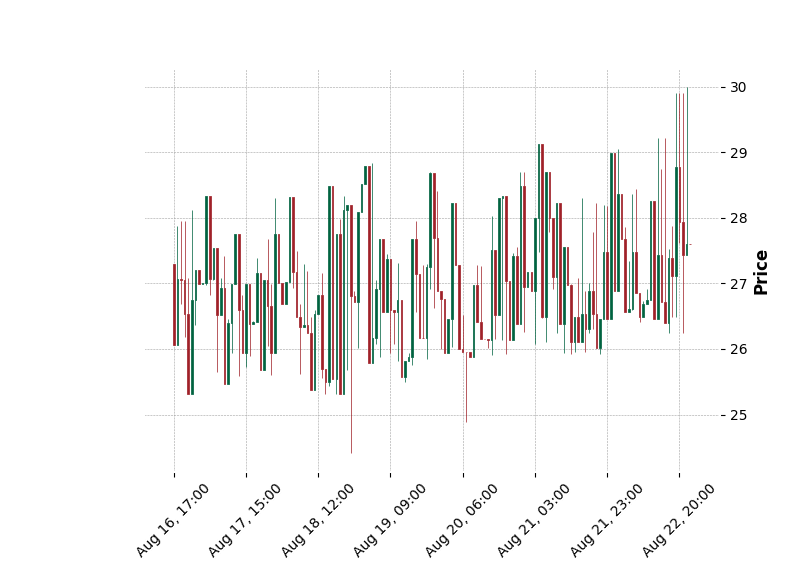 30
29
28
27
26
25
Price
Aug 16, 17:00
Aug 17, 15:00
Aug 18, 12:00
Aug 19, 09:00
Aug 20, 06:00
Aug 21, 03:00
Aug 21, 23:00
Aug 22, 20:00